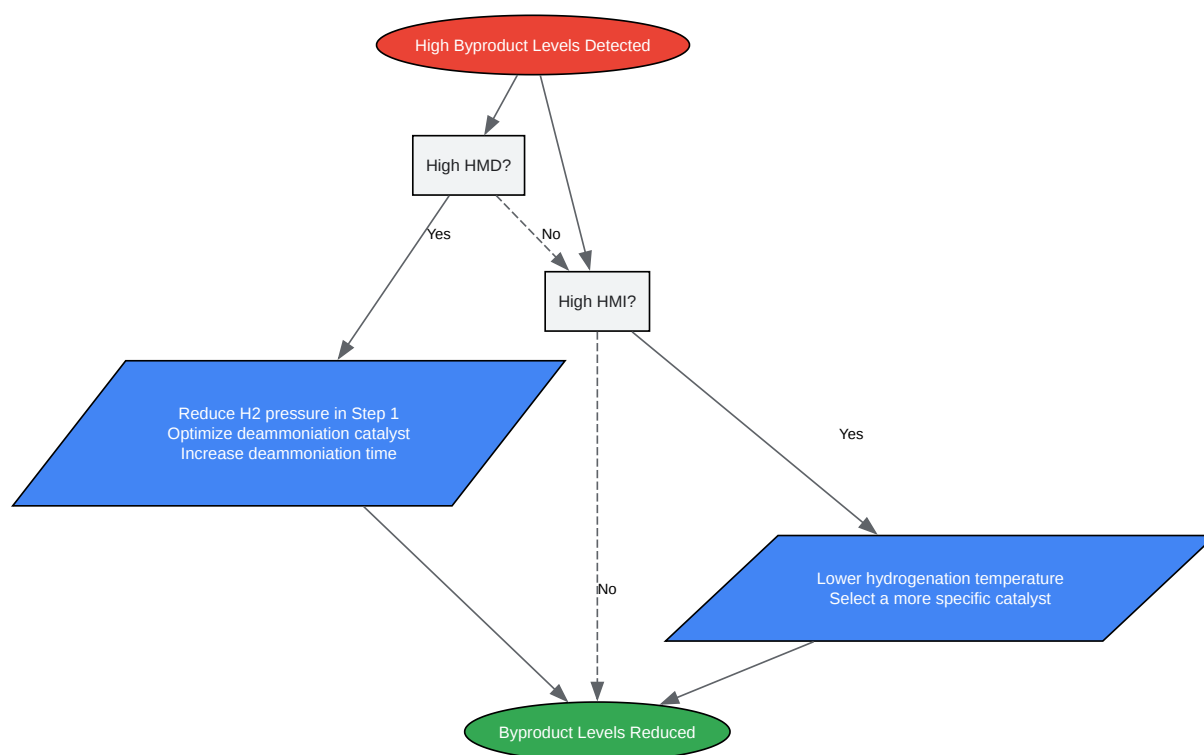 High Byproduct Levels Detected
High HMD?
Yes
No
High HMI?
Reduce H2 pressure in Step 1
Optimize deammoniation catalyst
Increase deammoniation time
Yes
Lower hydrogenation temperature
Select a more specific catalyst
No
Byproduct Levels Reduced